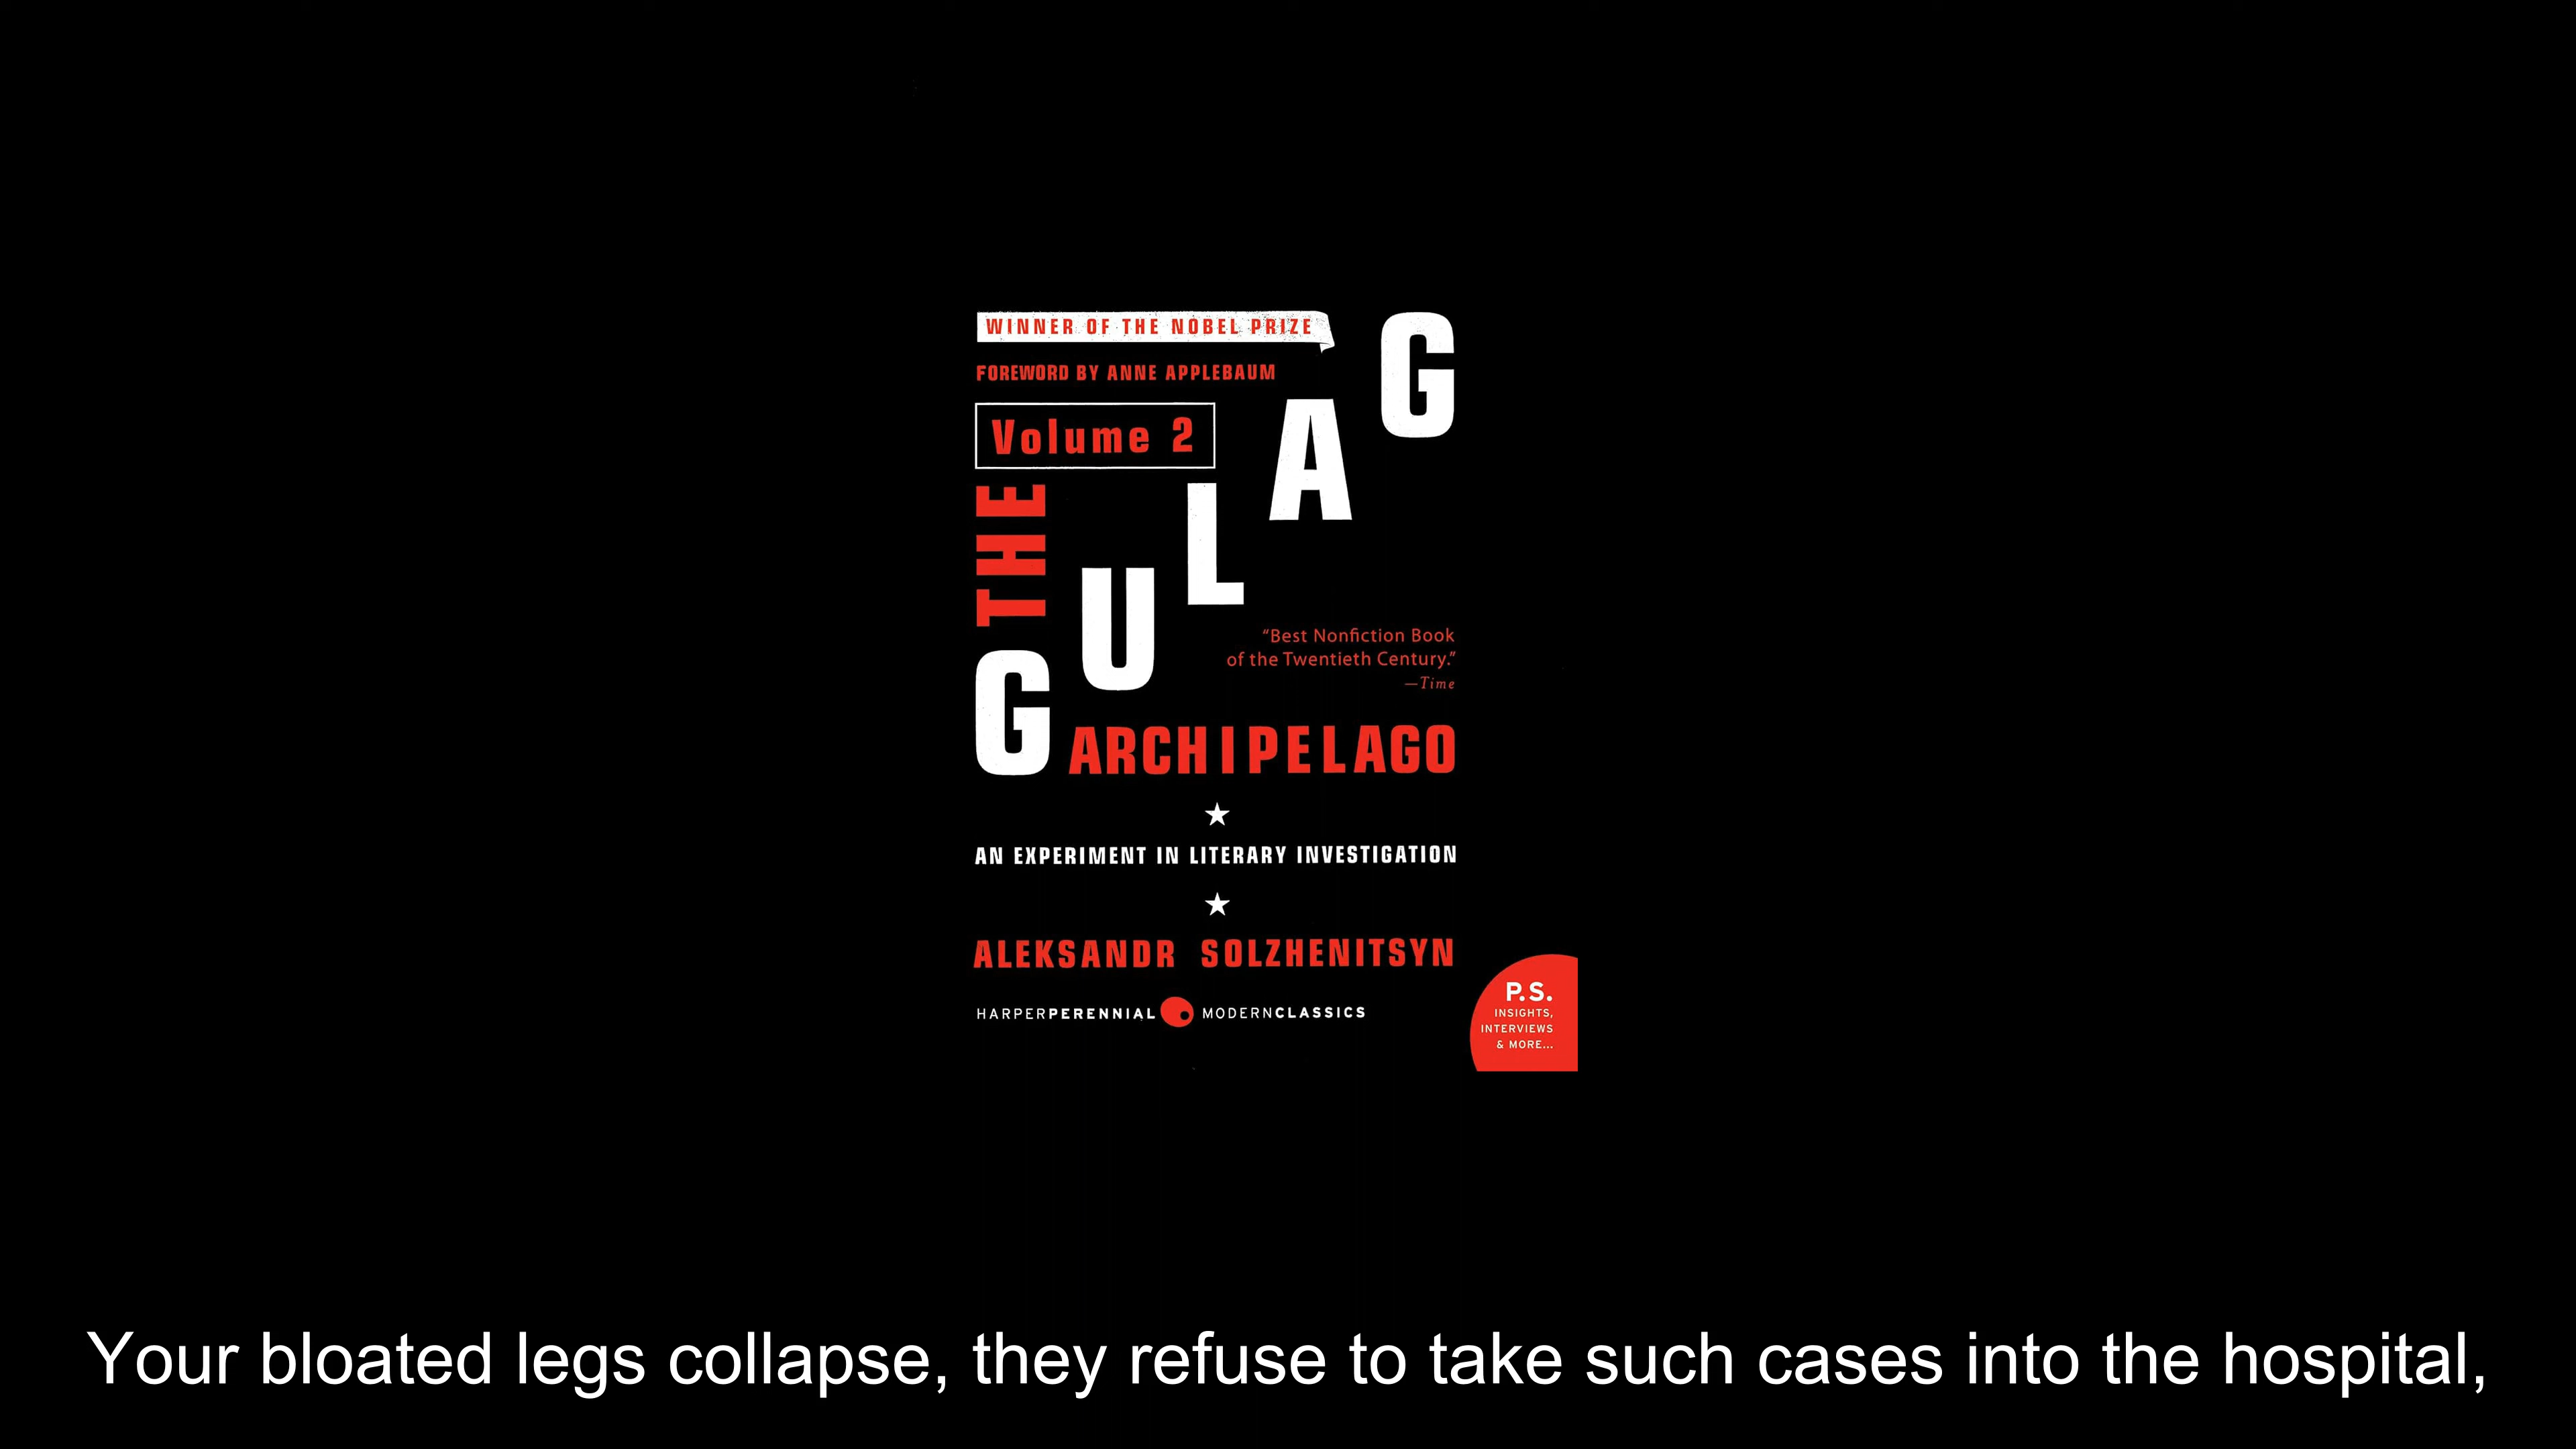 WINNER OF THE NOBEL PRIZE
FOREWORD BY ANNE APPLEBAUM
Volume 2
THE
GULAG
"Best Nonfiction Book
of the Twentieth Century."
—Time
ARCHIPELAGO
AN EXPERIMENT IN LITERARY INVESTIGATION
ALEKSANDR SOLZHENITSYN
HARPERPERENNIAL MODERNCLASSICS
P.S.
INSIGHTS,
INTERVIEWS
& MORE...
Your bloated legs collapse, they refuse to take such cases into the hospital,